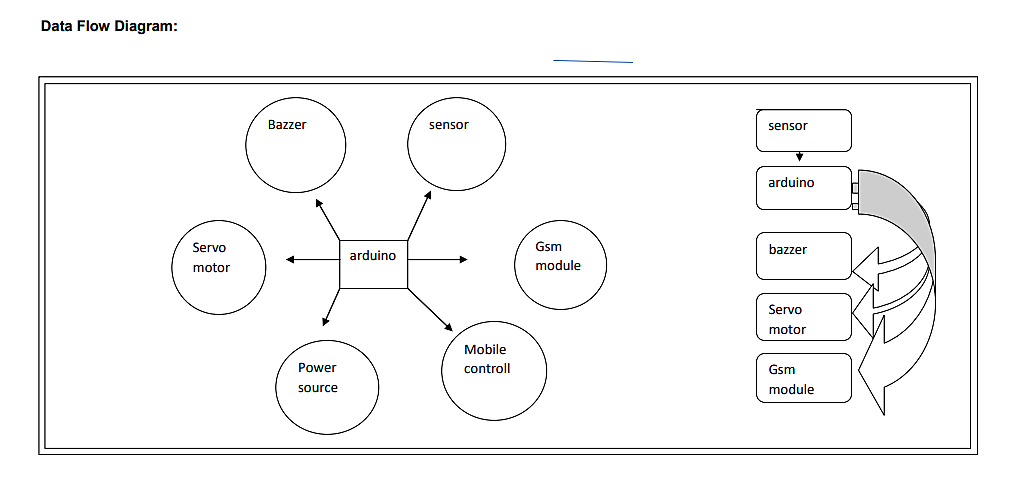 Data Flow Diagram:
Bazzer
sensor
Servo
motor
arduino
Gsm
module
Power
source
Mobile
controll
sensor
arduino
bazzer
Servo
motor
Gsm
module